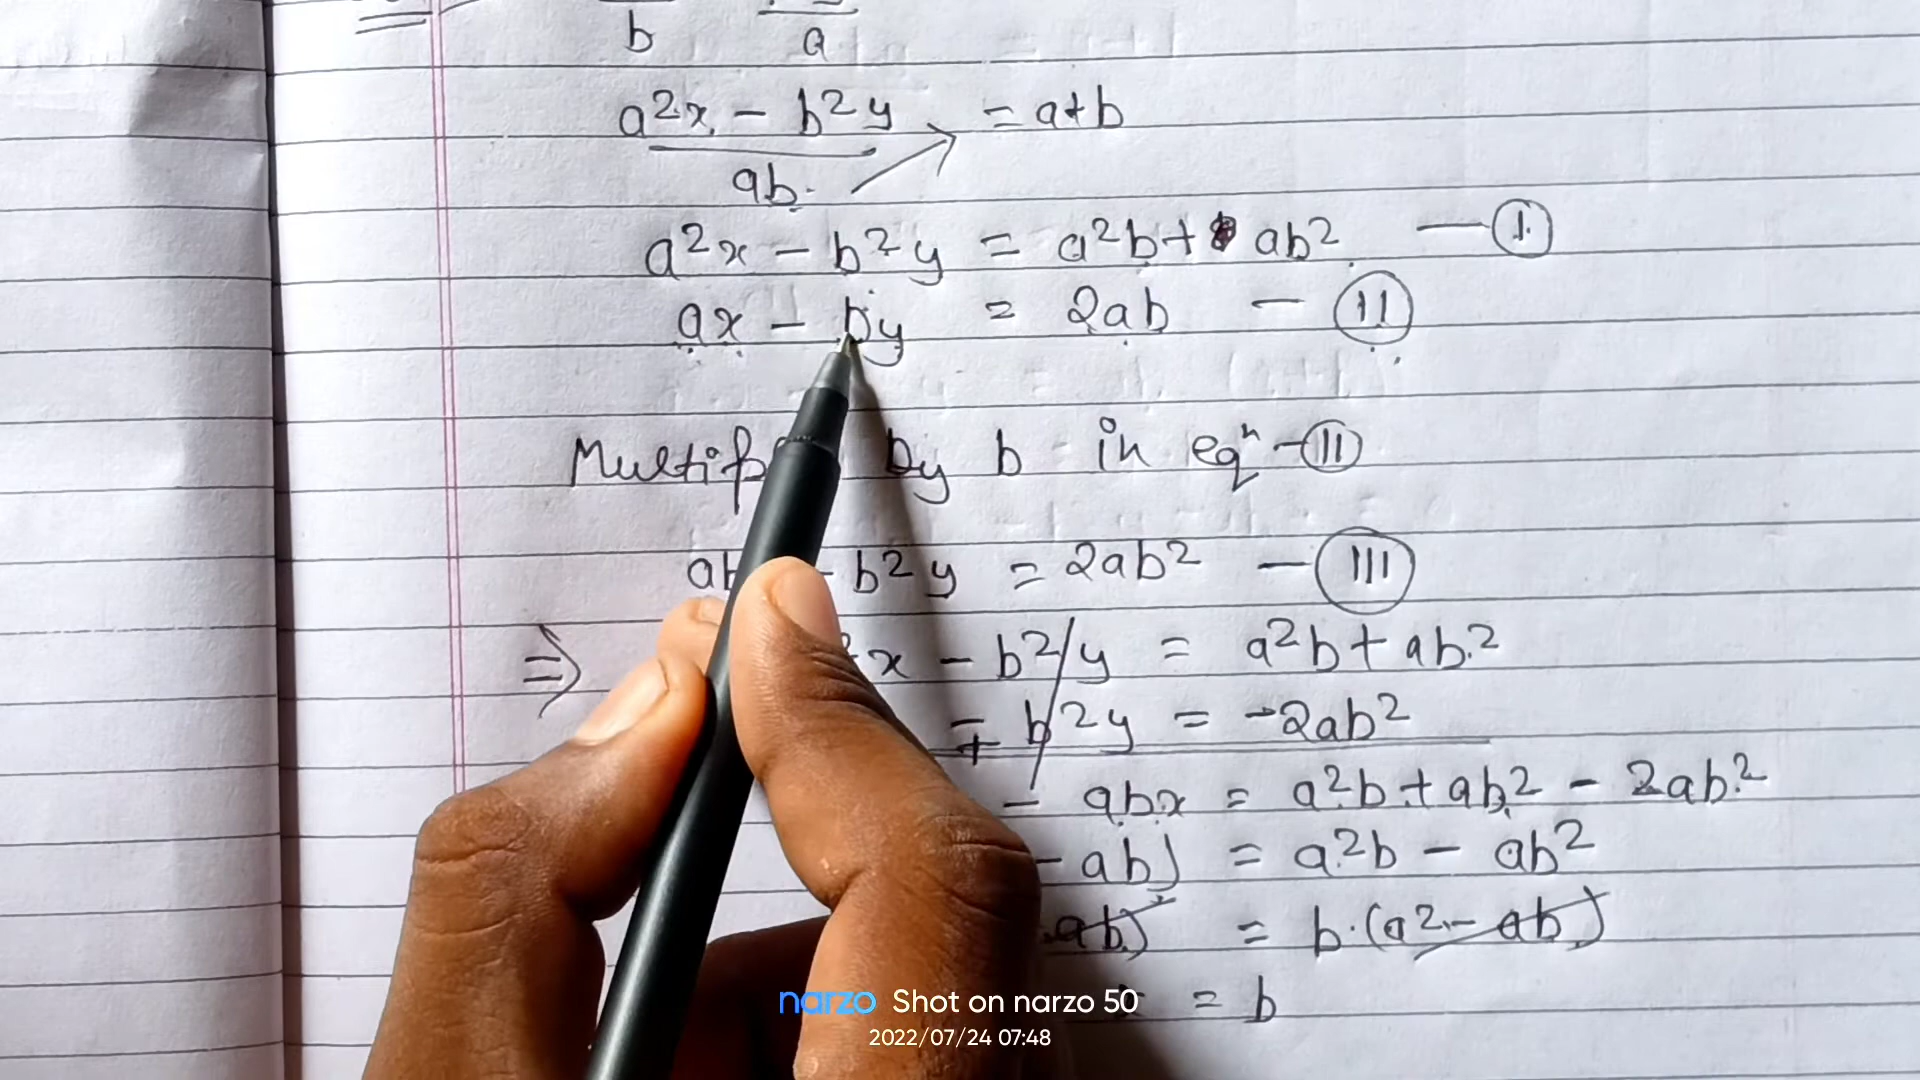 b a
a²x - b²y = a+b
ab
a²x - b²y = a²b + ab² — I
ax - by = 2ab — II
by b in eqⁿ - II
- b²y = 2ab² — III
⇒ x - b²y = a²b + ab²
- + b²y = -2ab²
- abx = a²b + ab² - 2ab²
- ab) = a²b - ab²
ab) = b·(a² - ab)
= b
narzo Shot on narzo 50
2022/07/24 07:48